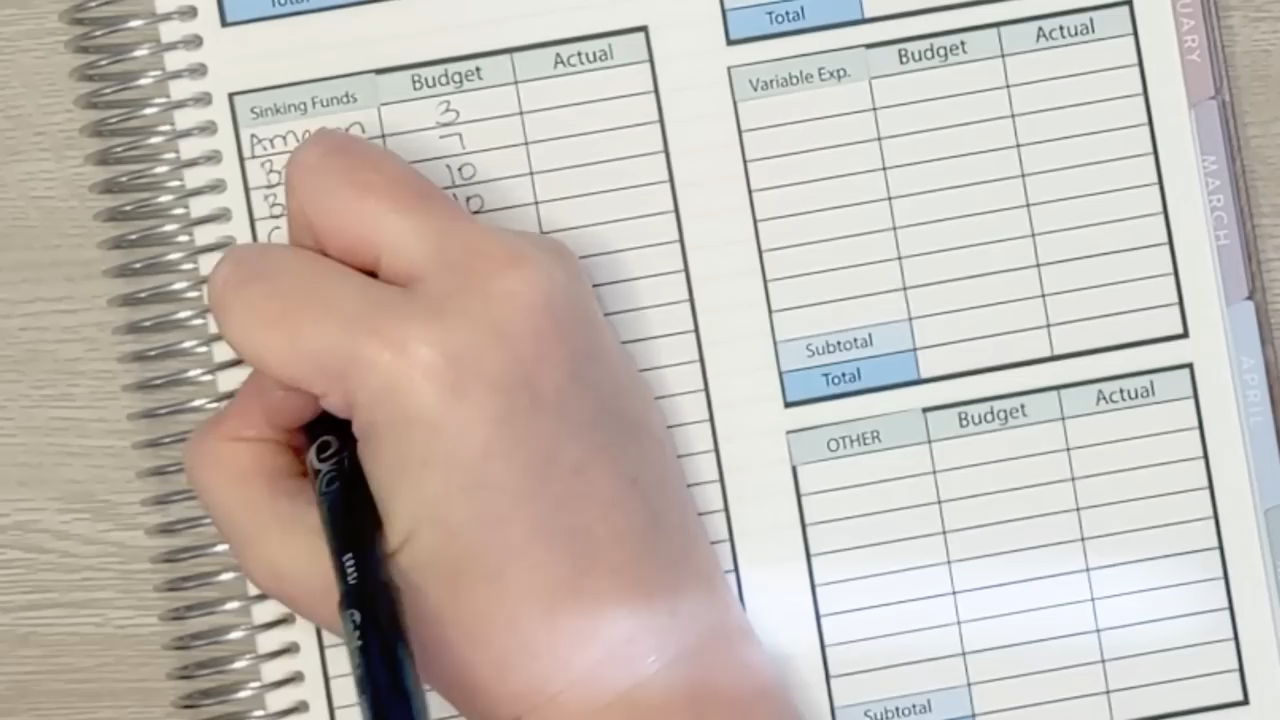 Total
Sinking Funds Budget Actual
Amazon 3
7
10
10
Total
Variable Exp. Budget Actual
Subtotal
Total
OTHER Budget Actual
Subtotal
MARCH
APRIL